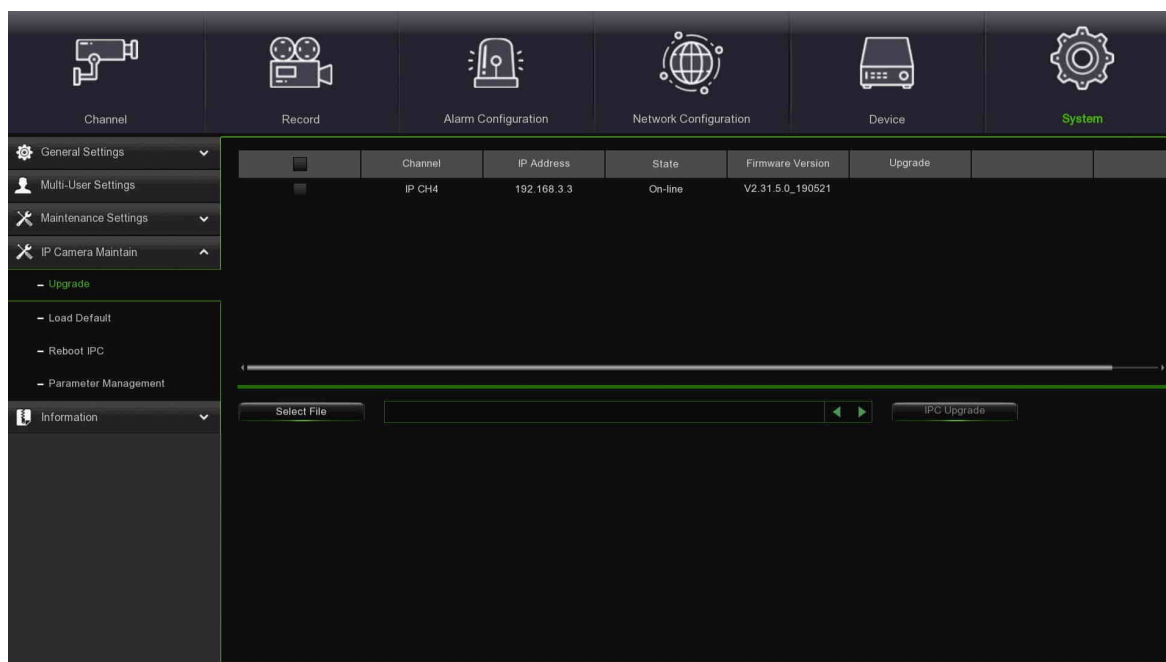 Channel Record Alarm Configuration Network Configuration Device System
General Settings
Multi-User Settings
Maintenance Settings
IP Camera Maintain
– Upgrade
– Load Default
– Reboot IPC
– Parameter Management
Information
Channel IP Address State Firmware Version Upgrade
IP CH4 192.168.3.3 On-line V2.31.5.0_190521
Select File IPC Upgrade